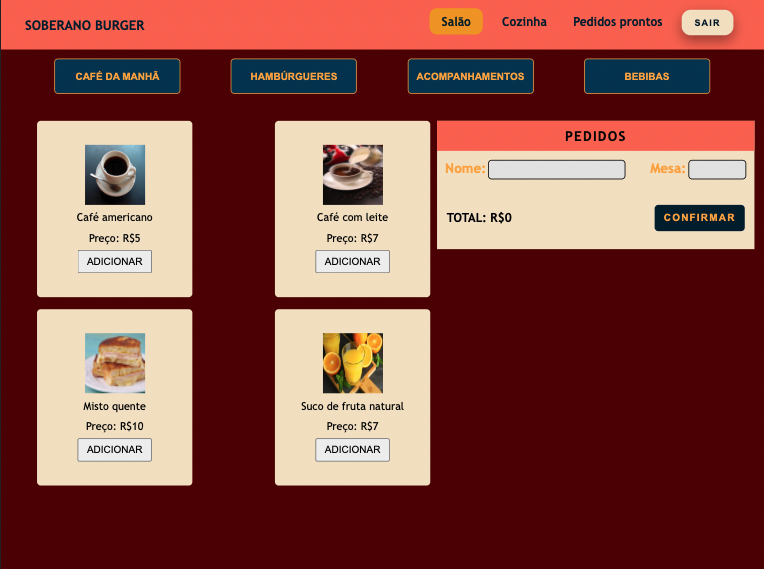 SOBERANO BURGER
Salão
Cozinha
Pedidos prontos
SAIR
CAFÉ DA MANHÃ
HAMBÚRGUERES
ACOMPANHAMENTOS
BEBIBAS
Café americano
Preço: R$5
ADICIONAR
Café com leite
Preço: R$7
ADICIONAR
Misto quente
Preço: R$10
ADICIONAR
Suco de fruta natural
Preço: R$7
ADICIONAR
PEDIDOS
Nome:
Mesa:
TOTAL: R$0
CONFIRMAR